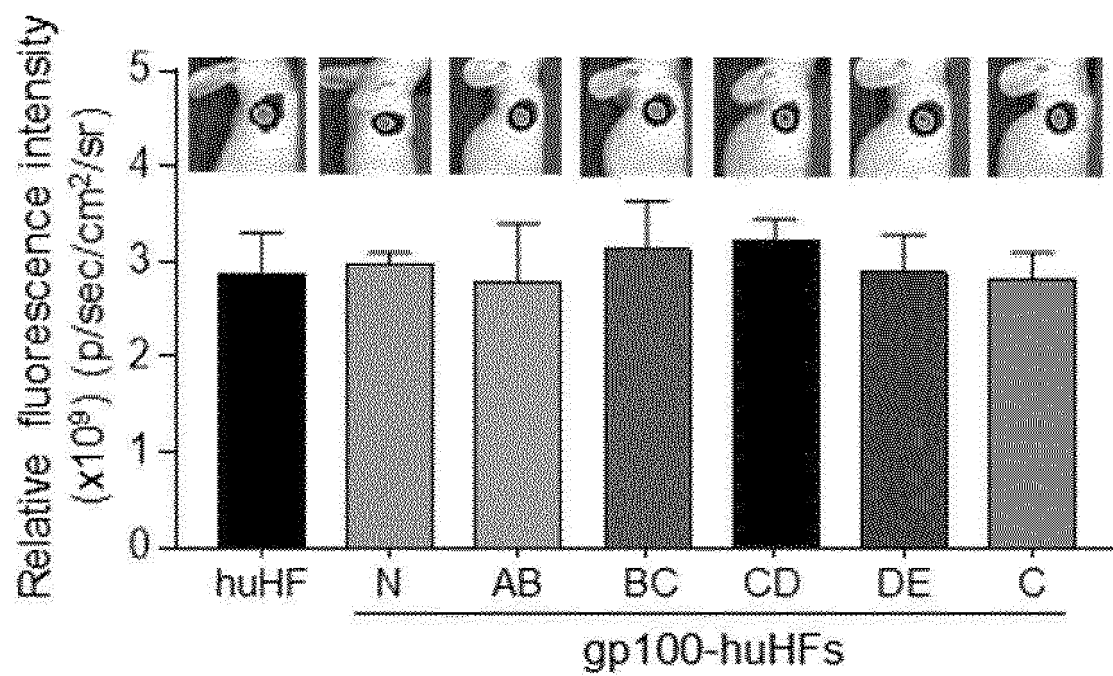 Relative fluorescence intensity
(x10⁹) (p/sec/cm²/sr)
5
4
3
2
1
0
huHF N AB BC CD DE C
gp100-huHFs